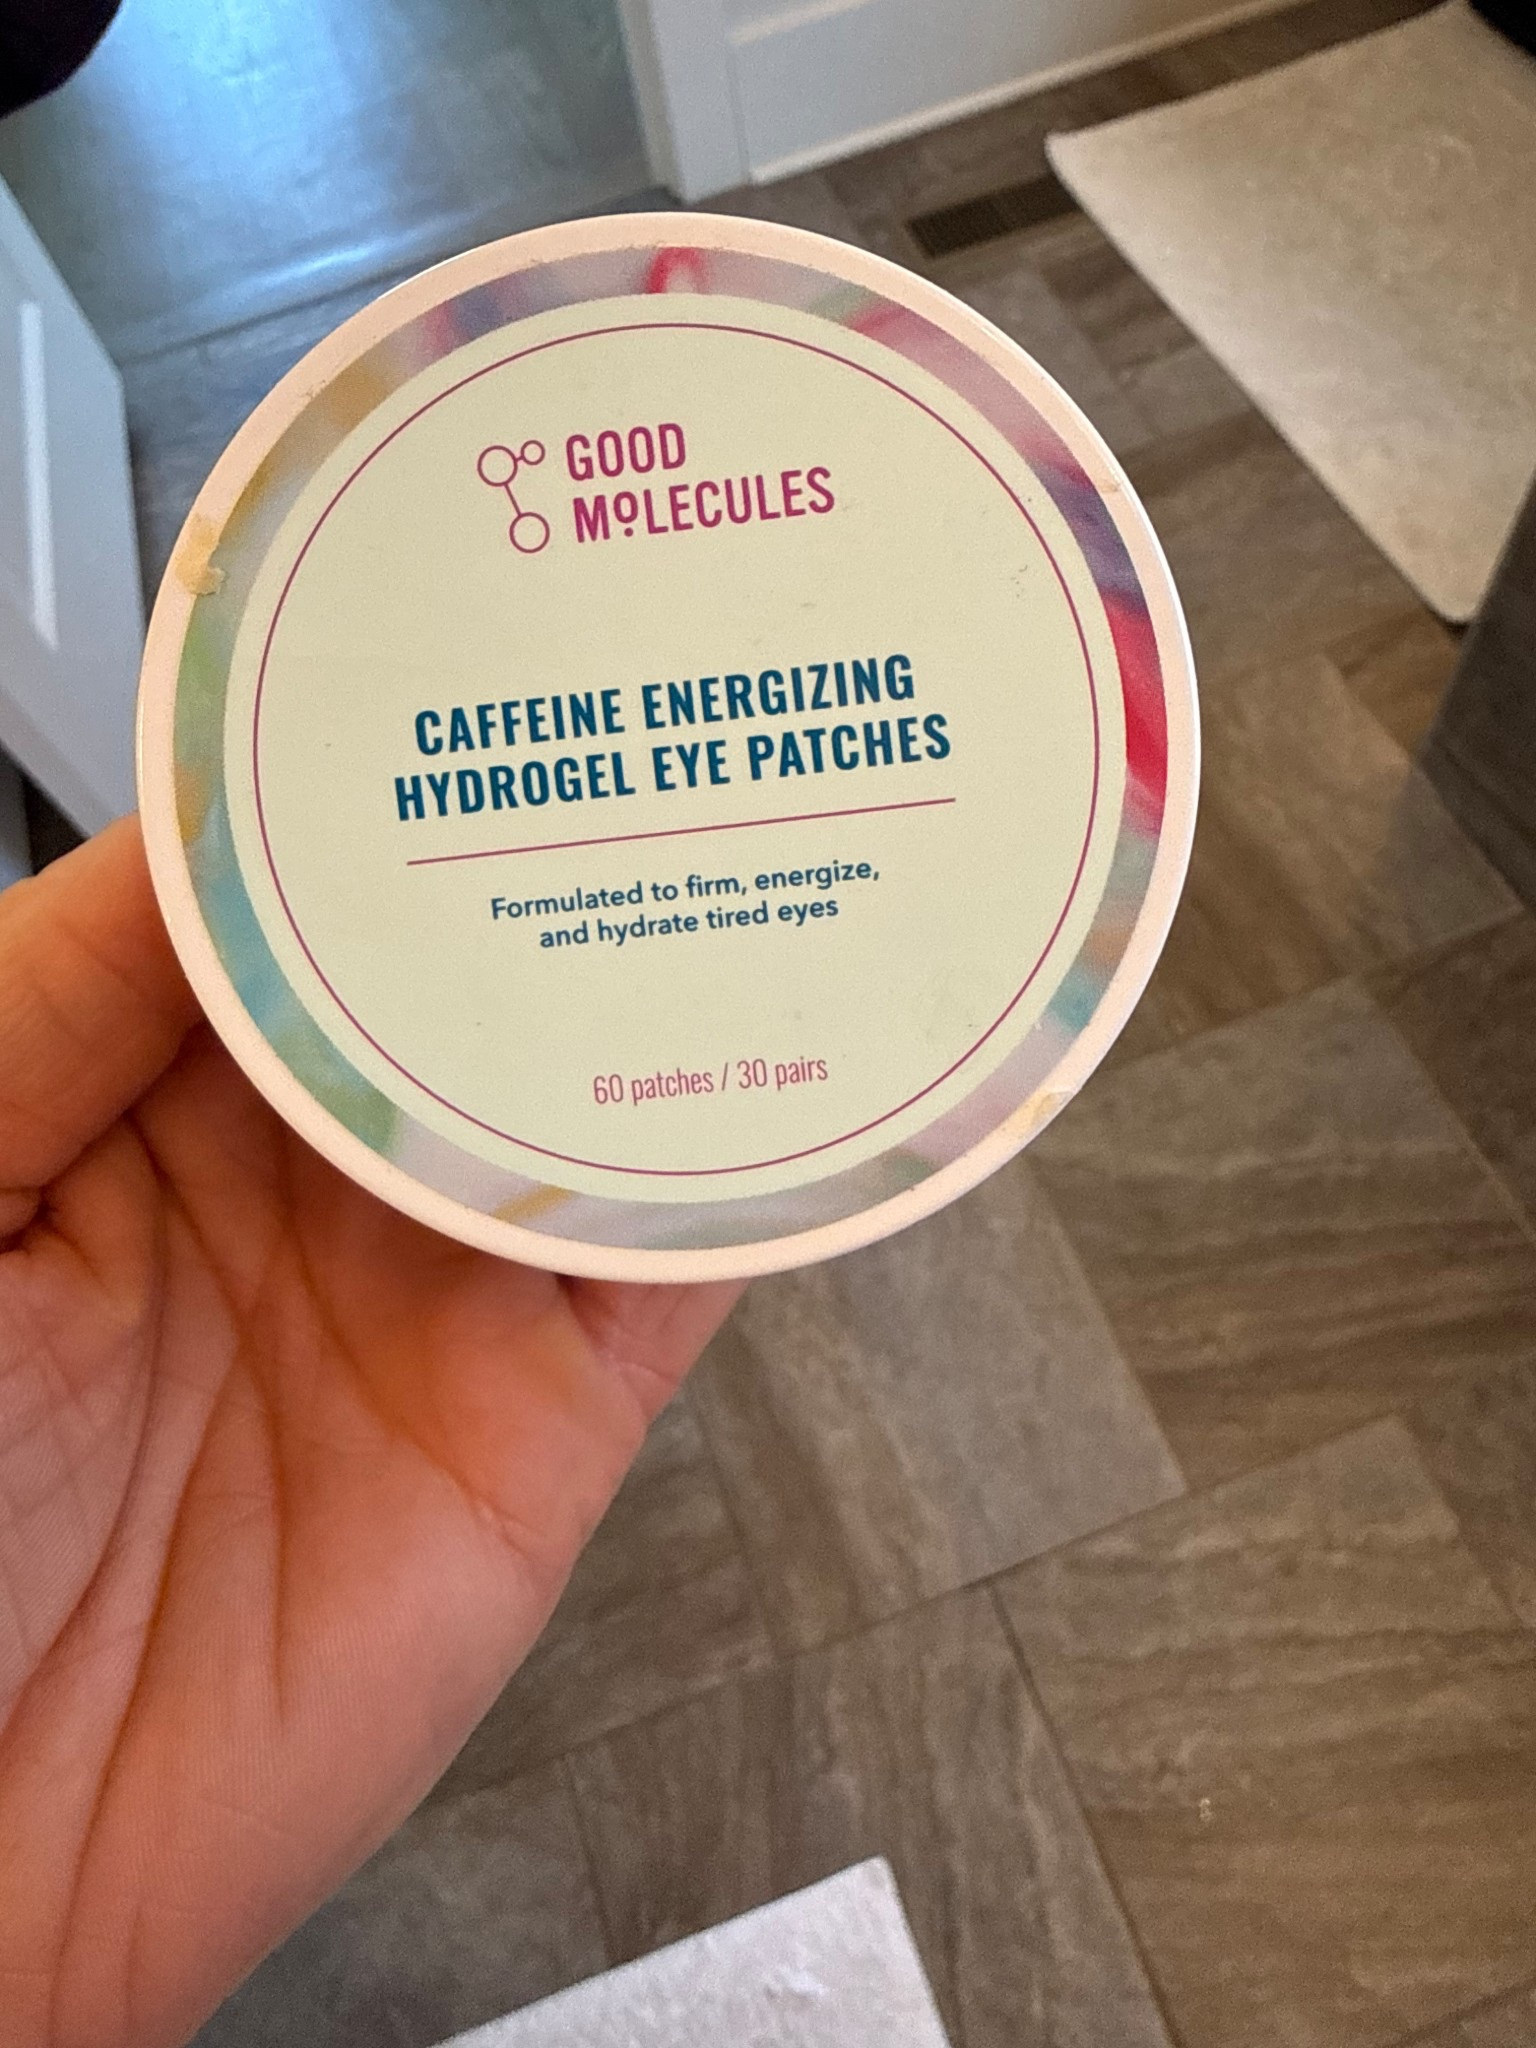 GOOD
MOLECULES
CAFFEINE ENERGIZING
HYDROGEL EYE PATCHES
Formulated to firm, energize,
and hydrate tired eyes
60 patches / 30 pairs